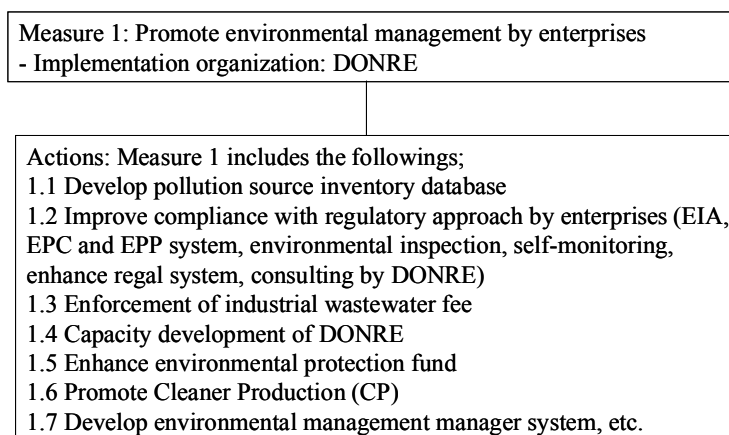 Measure 1: Promote environmental management by enterprises
- Implementation organization: DONRE
Actions: Measure 1 includes the followings;
1.1 Develop pollution source inventory database
1.2 Improve compliance with regulatory approach by enterprises (EIA,
EPC and EPP system, environmental inspection, self-monitoring,
enhance regal system, consulting by DONRE)
1.3 Enforcement of industrial wastewater fee
1.4 Capacity development of DONRE
1.5 Enhance environmental protection fund
1.6 Promote Cleaner Production (CP)
1.7 Develop environmental management manager system, etc.